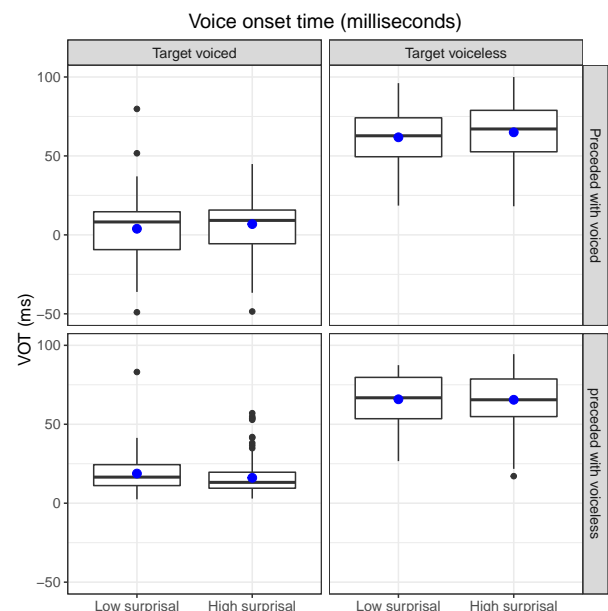 Voice onset time (milliseconds)
Target voiced
Target voiceless
100
50
0
−50
Preceded with voiced
VOT (ms)
100
50
0
−50
preceded with voiceless
Low surprisal
High surprisal
Low surprisal
High surprisal